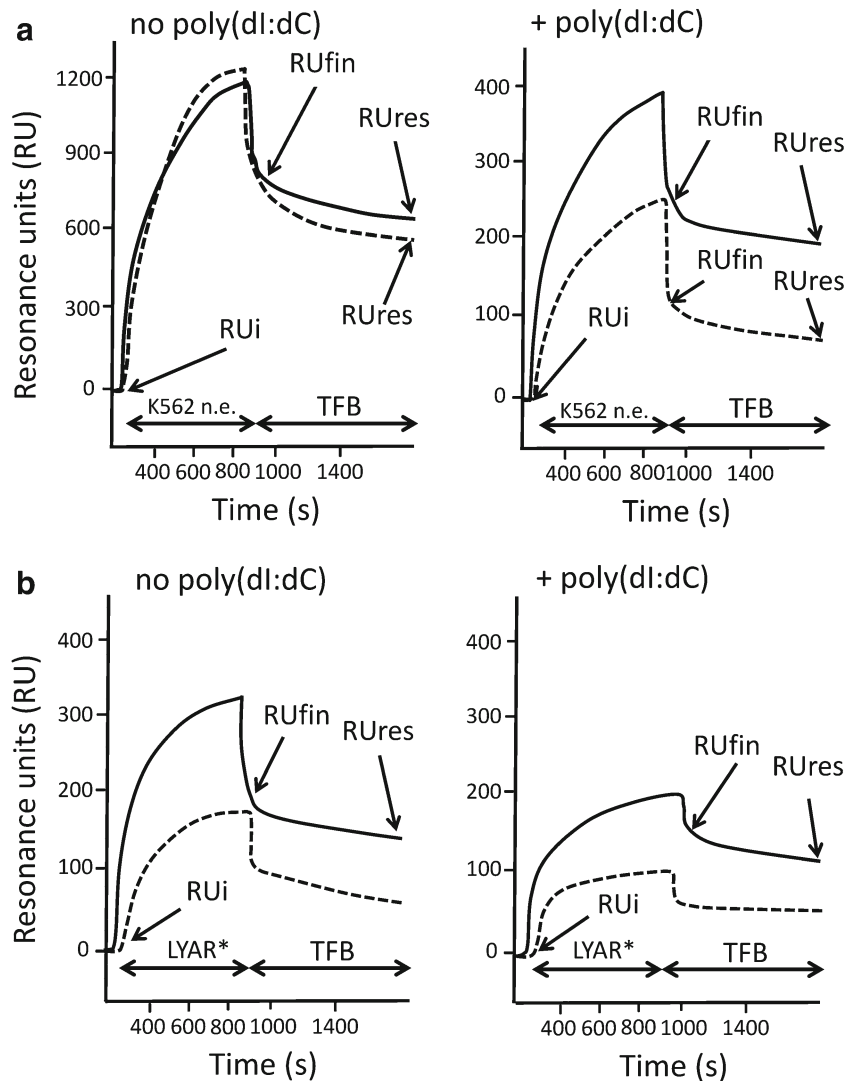 a
no poly(dI:dC)
Resonance units (RU)
1200
900
600
300
0
RUfin
RUres
RUres
RUi
K562 n.e.
TFB
400 600 800 1000 1400
Time (s)
+ poly(dI:dC)
400
300
200
100
0
RUfin
RUres
RUfin
RUres
RUi
K562 n.e.
TFB
400 600 800 1000 1400
Time (s)
b
no poly(dI:dC)
Resonance units (RU)
400
300
200
100
0
RUfin
RUres
RUi
LYAR*
TFB
400 600 800 1000 1400
Time (s)
+ poly(dI:dC)
400
300
200
100
0
RUfin
RUres
RUi
LYAR*
TFB
400 600 800 1000 1400
Time (s)